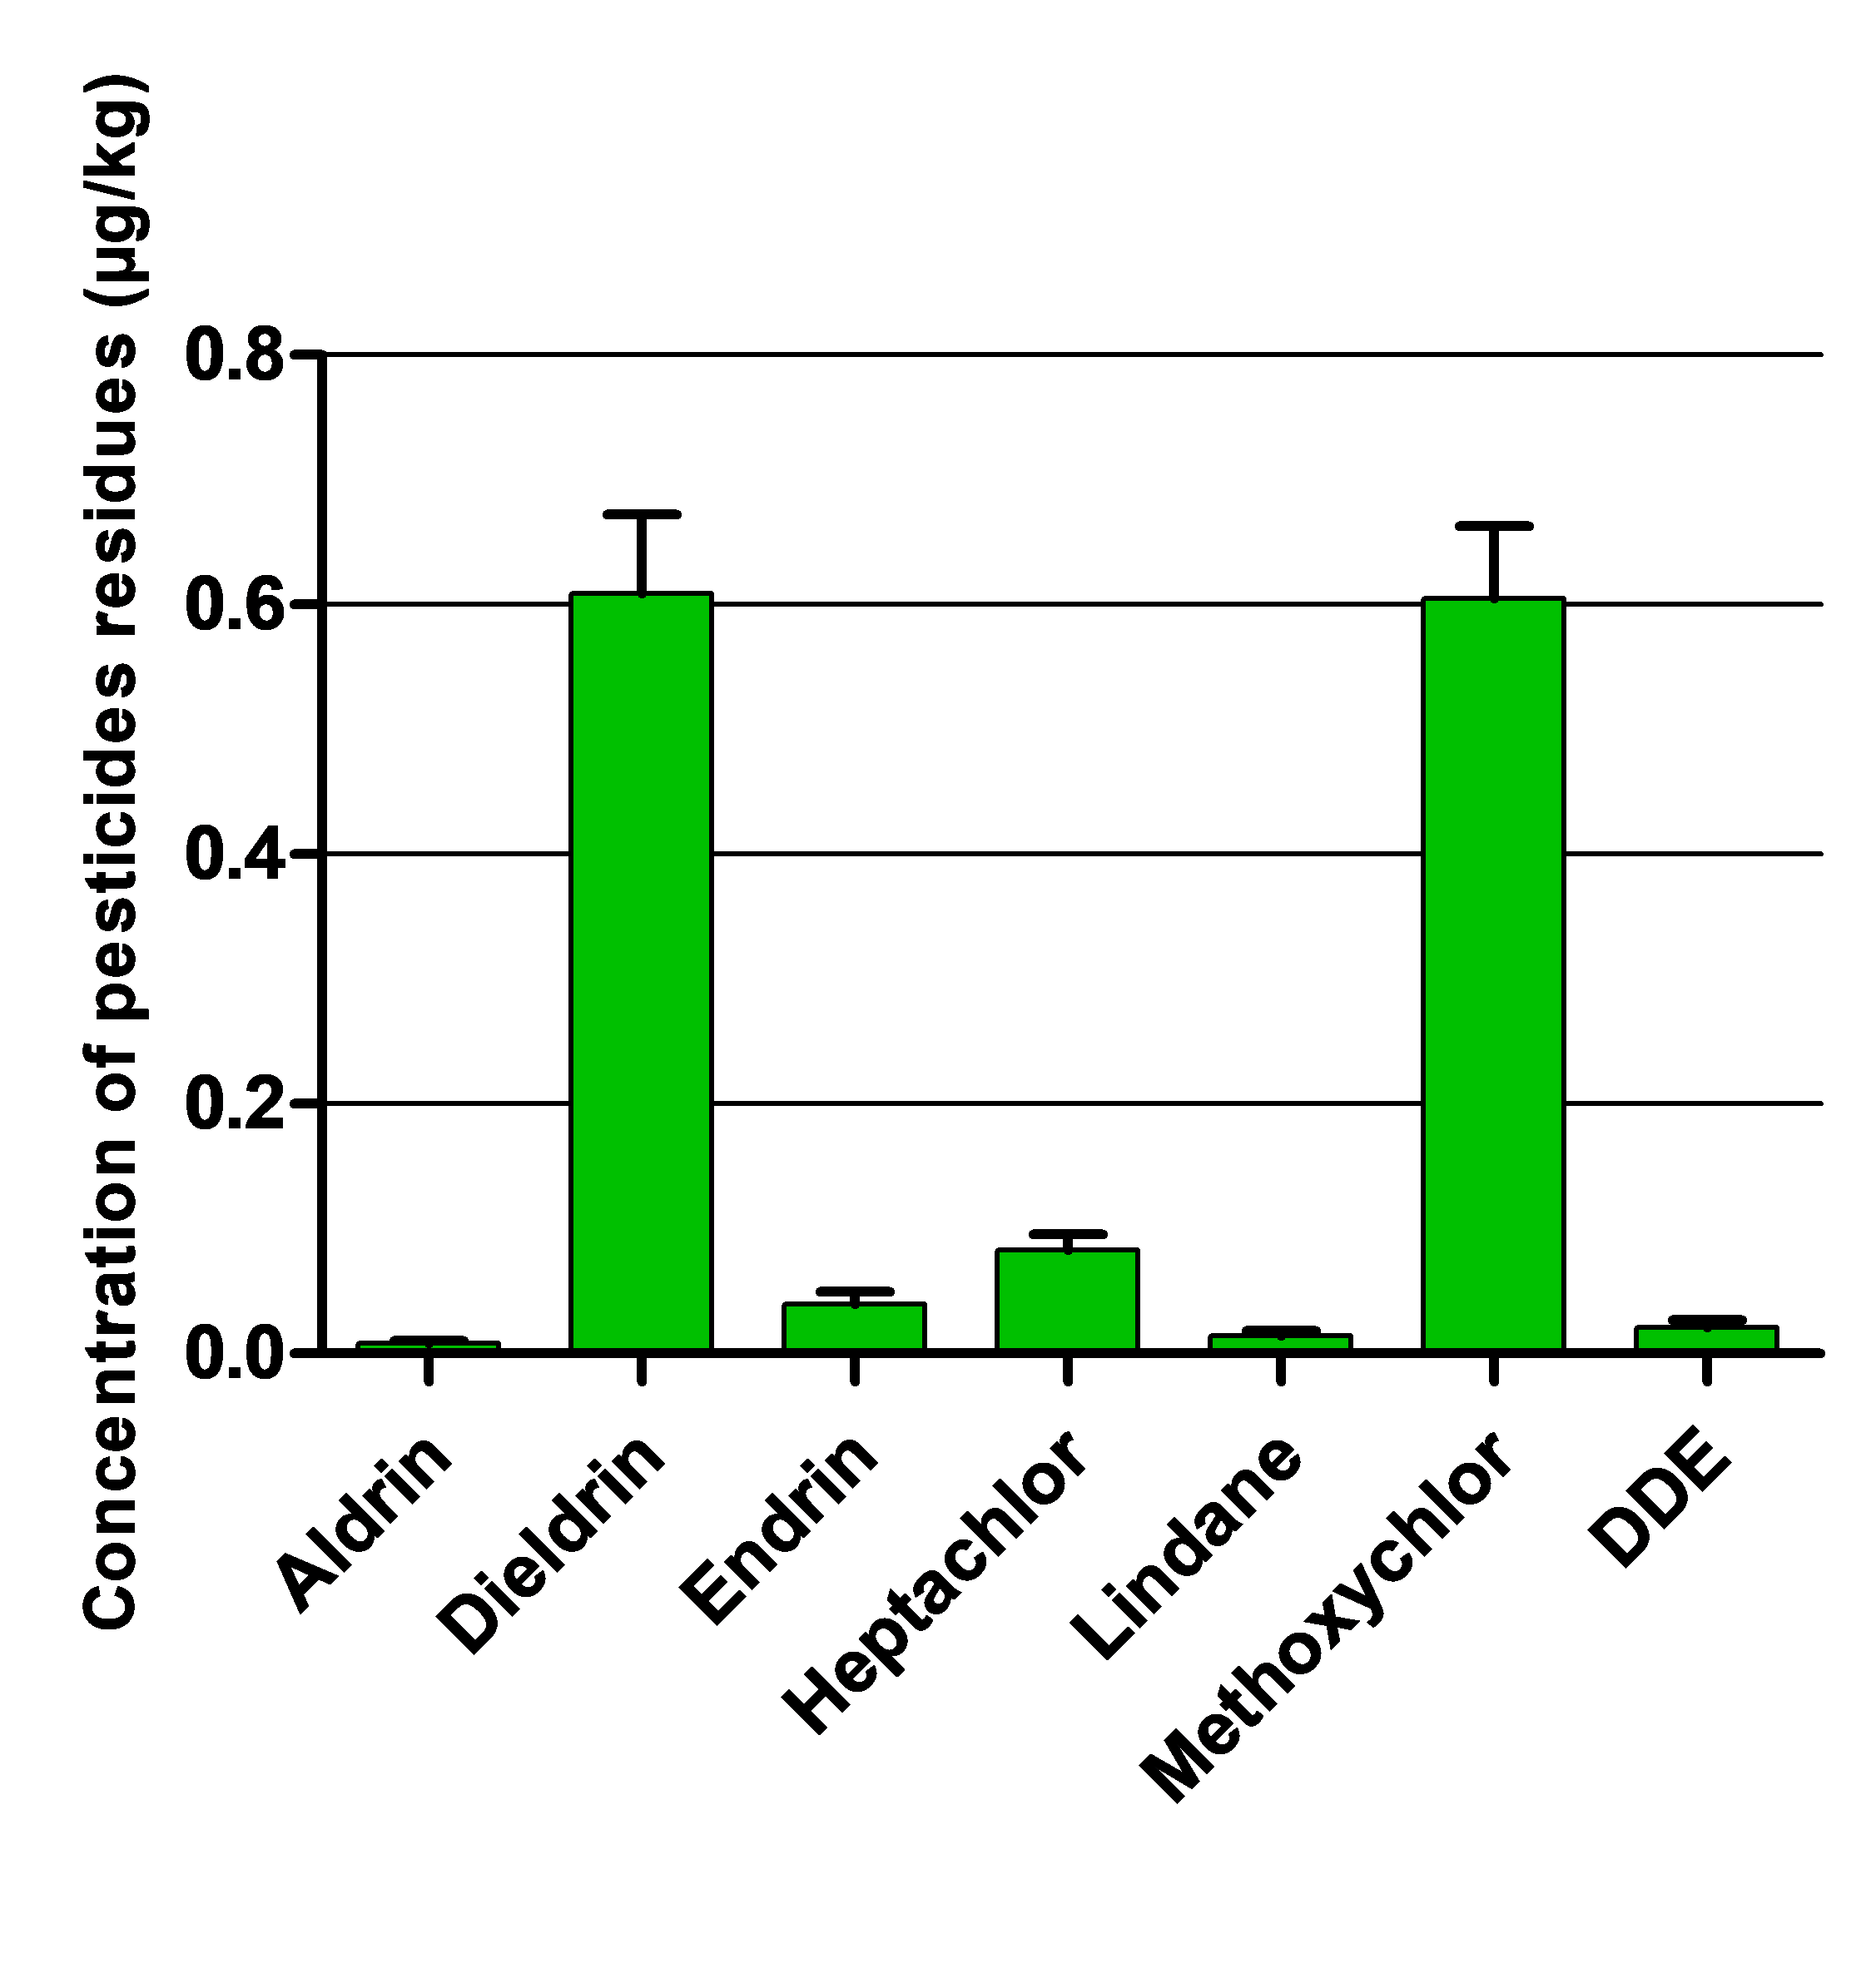 Concentration of pesticides residues (µg/kg)
0.8
0.6
0.4
0.2
0.0
Aldrin
Dieldrin
Endrin
Heptachlor
Lindane
Methoxychlor
DDE